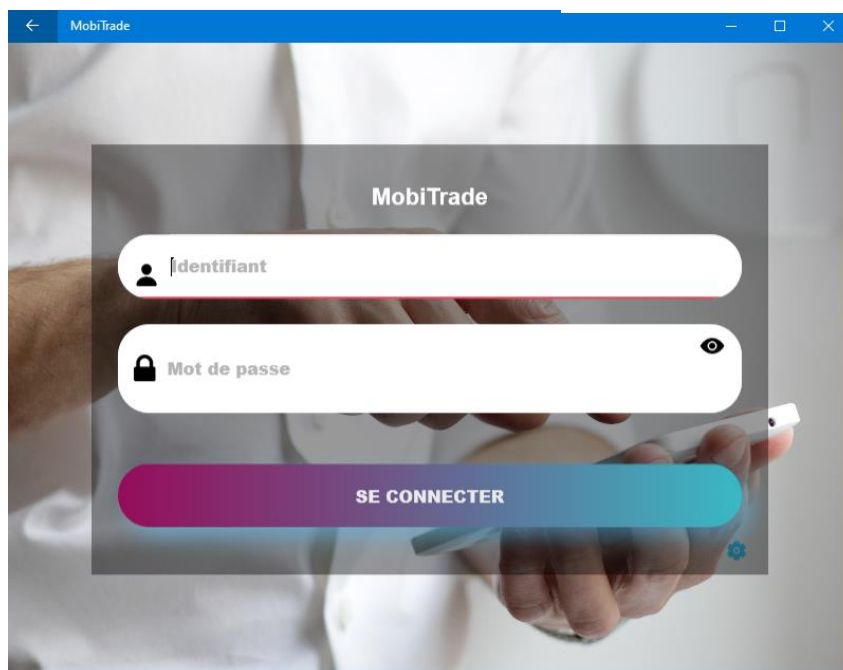 MobiTrade
MobiTrade
Identifiant
Mot de passe
SE CONNECTER